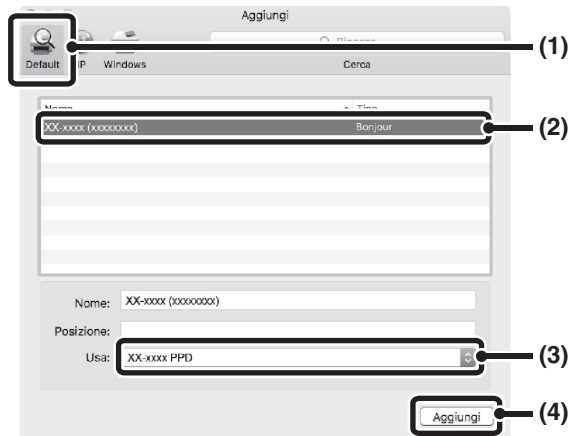 Aggiungi
(1)
Default IP Windows Cerca
Nome Tipo
XX-xxxx (xxxxxxxx) Bonjour
(2)
Nome: XX-xxxx (xxxxxxxx)
Posizione:
Usa: XX-xxxx PPD
(3)
Aggiungi
(4)